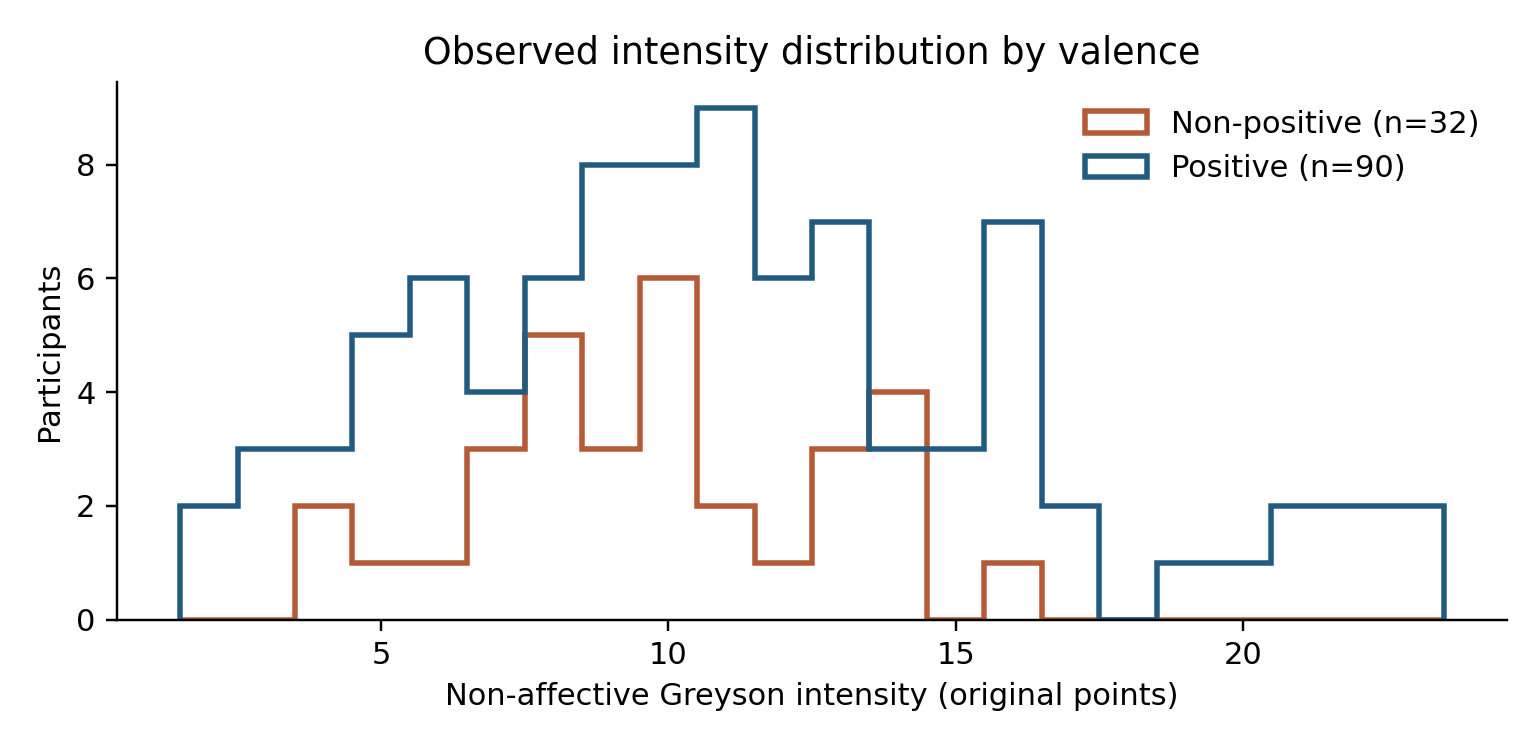 Observed intensity distribution by valence
Non-positive (n=32)
Positive (n=90)
Participants
8
6
4
2
0
5
10
15
20
Non-affective Greyson intensity (original points)